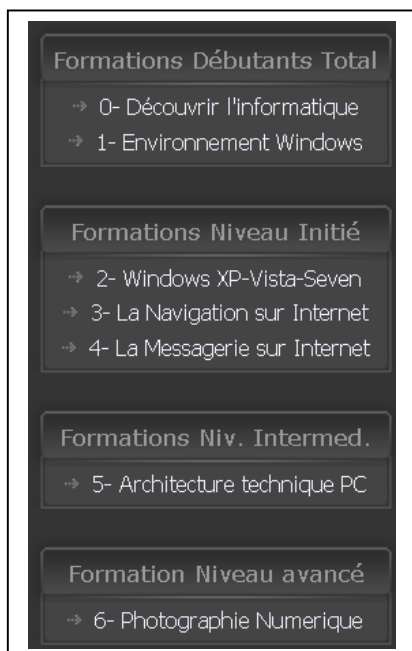 Formations Débutants Total
0- Découvrir l'informatique
1- Environnement Windows
Formations Niveau Initié
2- Windows XP-Vista-Seven
3- La Navigation sur Internet
4- La Messagerie sur Internet
Formations Niv. Intermed.
5- Architecture technique PC
Formation Niveau avancé
6- Photographie Numerique